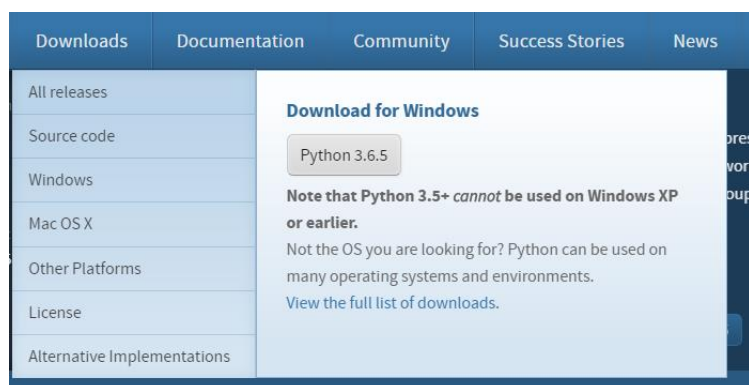 Downloads Documentation Community Success Stories News
All releases
Source code
Windows
Mac OS X
Other Platforms
License
Alternative Implementations
Download for Windows
Python 3.6.5
Note that Python 3.5+ cannot be used on Windows XP
or earlier.
Not the OS you are looking for? Python can be used on
many operating systems and environments.
View the full list of downloads.